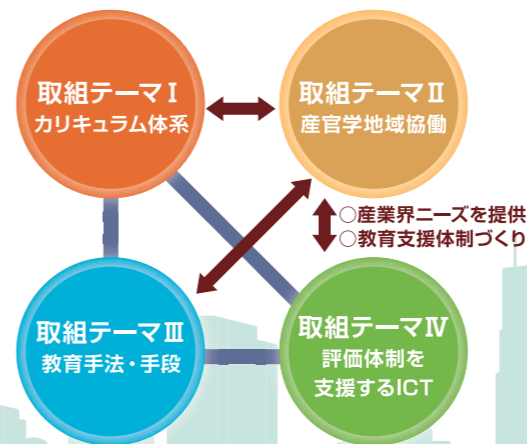 取組テーマⅠ
カリキュラム体系
取組テーマⅡ
産官学地域協働
○産業界ニーズを提供
○教育支援体制づくり
取組テーマⅢ
教育手法・手段
取組テーマⅣ
評価体制を
支援するICT